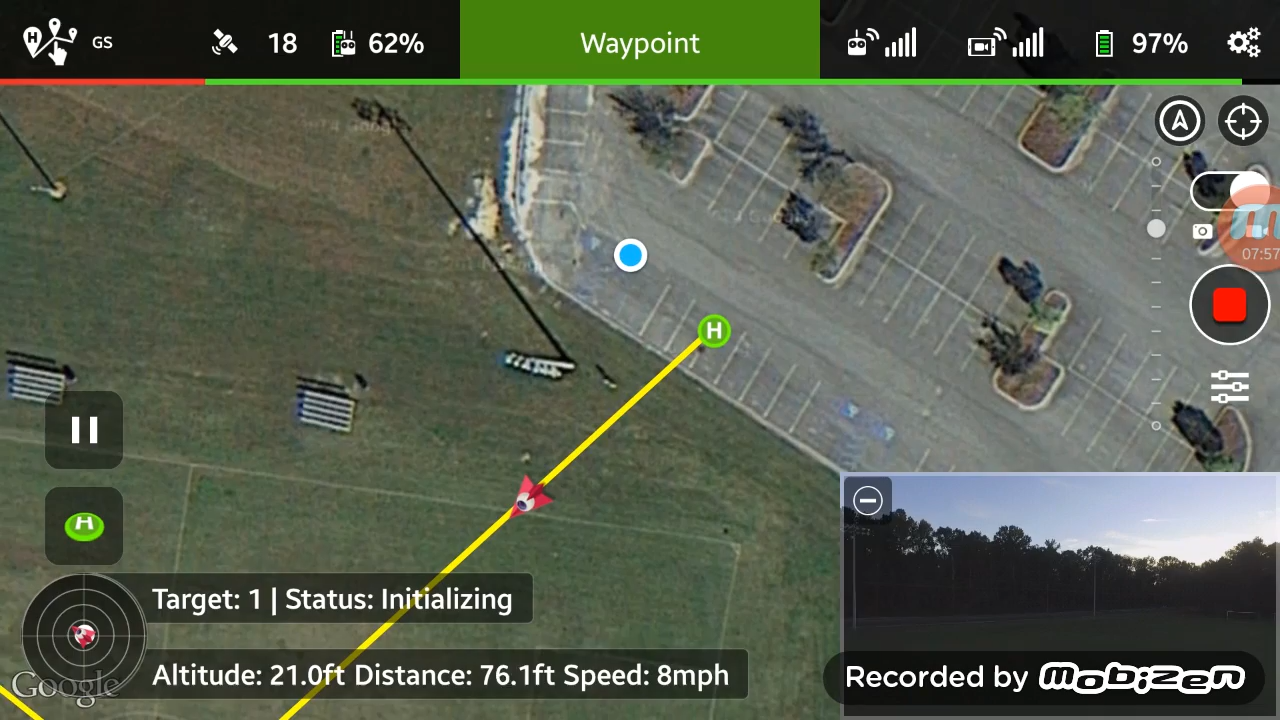 GS
18
62%
Waypoint
97%
07:57
H
H
Target: 1 | Status: Initializing
Altitude: 21.0ft Distance: 76.1ft Speed: 8mph
Google
Recorded by mobizen